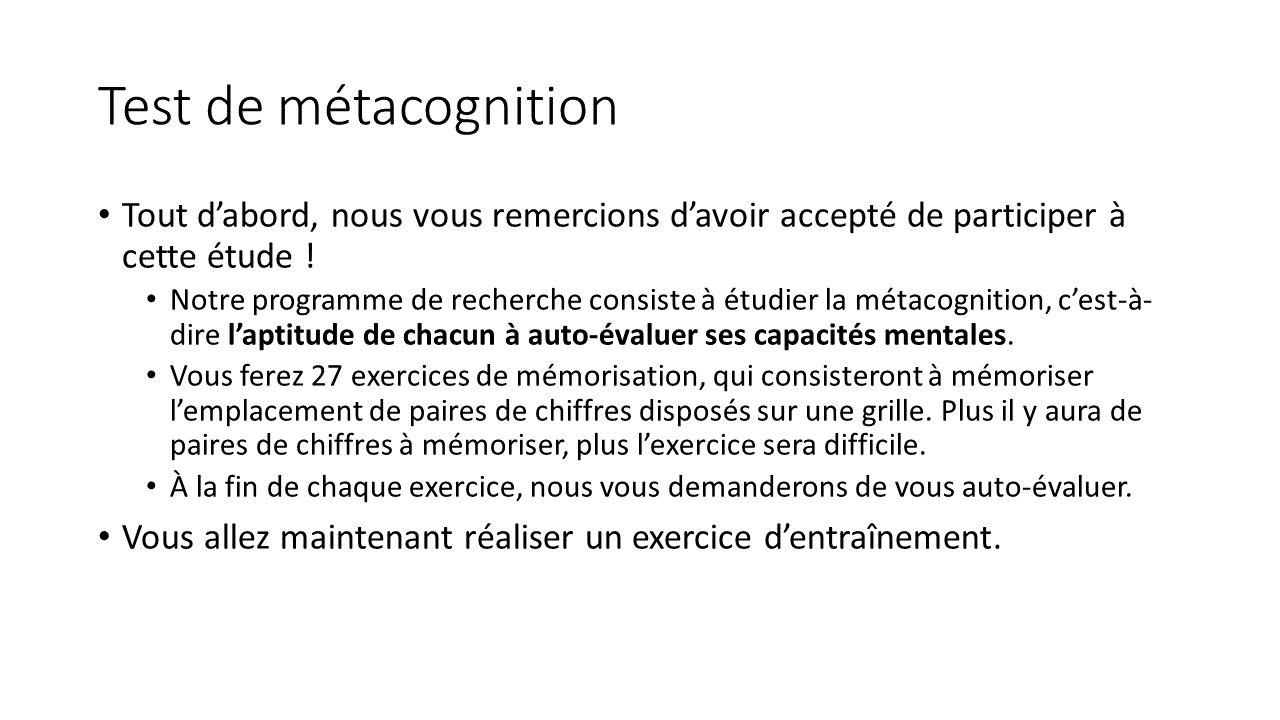 Test de métacognition
• Tout d’abord, nous vous remercions d’avoir accepté de participer à
cette étude !
• Notre programme de recherche consiste à étudier la métacognition, c’est-à-
dire l’aptitude de chacun à auto-évaluer ses capacités mentales.
• Vous ferez 27 exercices de mémorisation, qui consisteront à mémoriser
l’emplacement de paires de chiffres disposés sur une grille. Plus il y aura de
paires de chiffres à mémoriser, plus l’exercice sera difficile.
• À la fin de chaque exercice, nous vous demanderons de vous auto-évaluer.
• Vous allez maintenant réaliser un exercice d’entraînement.